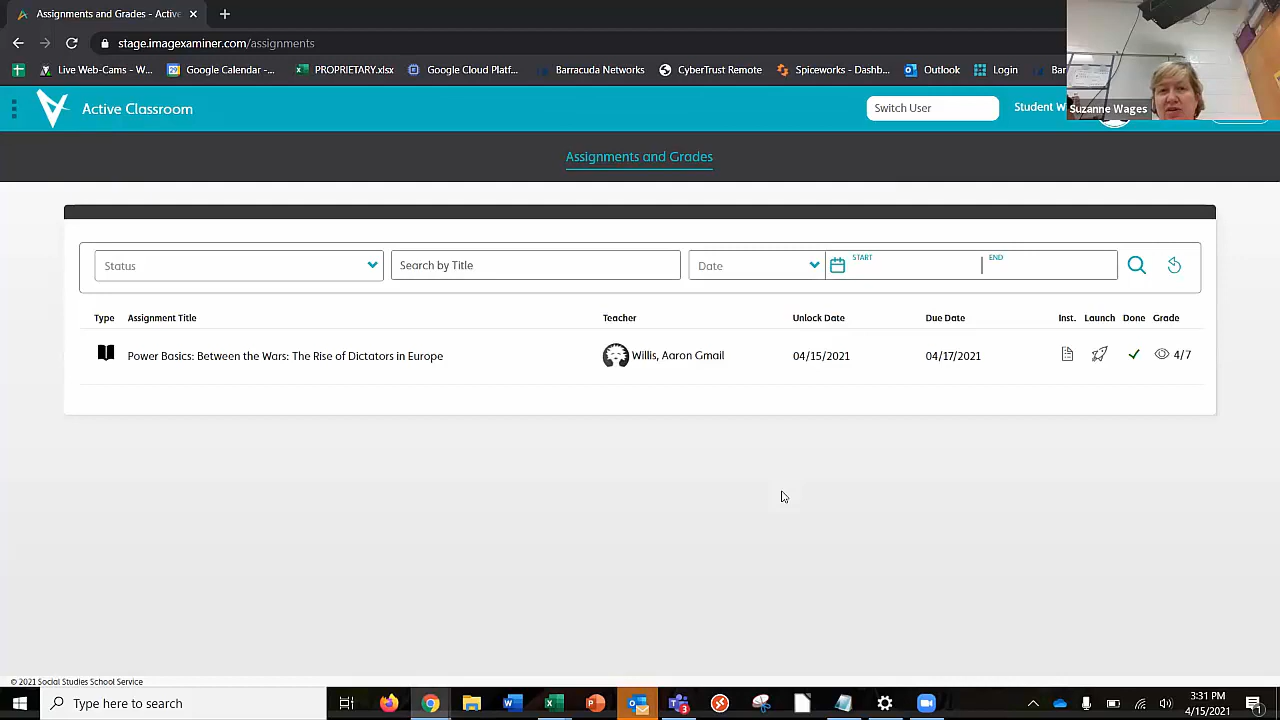 Assignments and Grades - Active
stage.imagexaminer.com/assignments
Live Web-Cams - W... Google Calendar -... PROPRIETARY Google Cloud Platf... Barracuda Networks CyberTrust Remote Spiceworks - Dashb... Outlook Login
Suzanne Wages
Active Classroom
Switch User
Student
Assignments and Grades
Status
Search by Title
Date
START
END
Type Assignment Title Teacher Unlock Date Due Date Inst. Launch Done Grade
Power Basics: Between the Wars: The Rise of Dictators in Europe Willis, Aaron Gmail 04/15/2021 04/17/2021 4/7
© 2021 Social Studies School Service
Type here to search
3:31 PM
4/15/2021